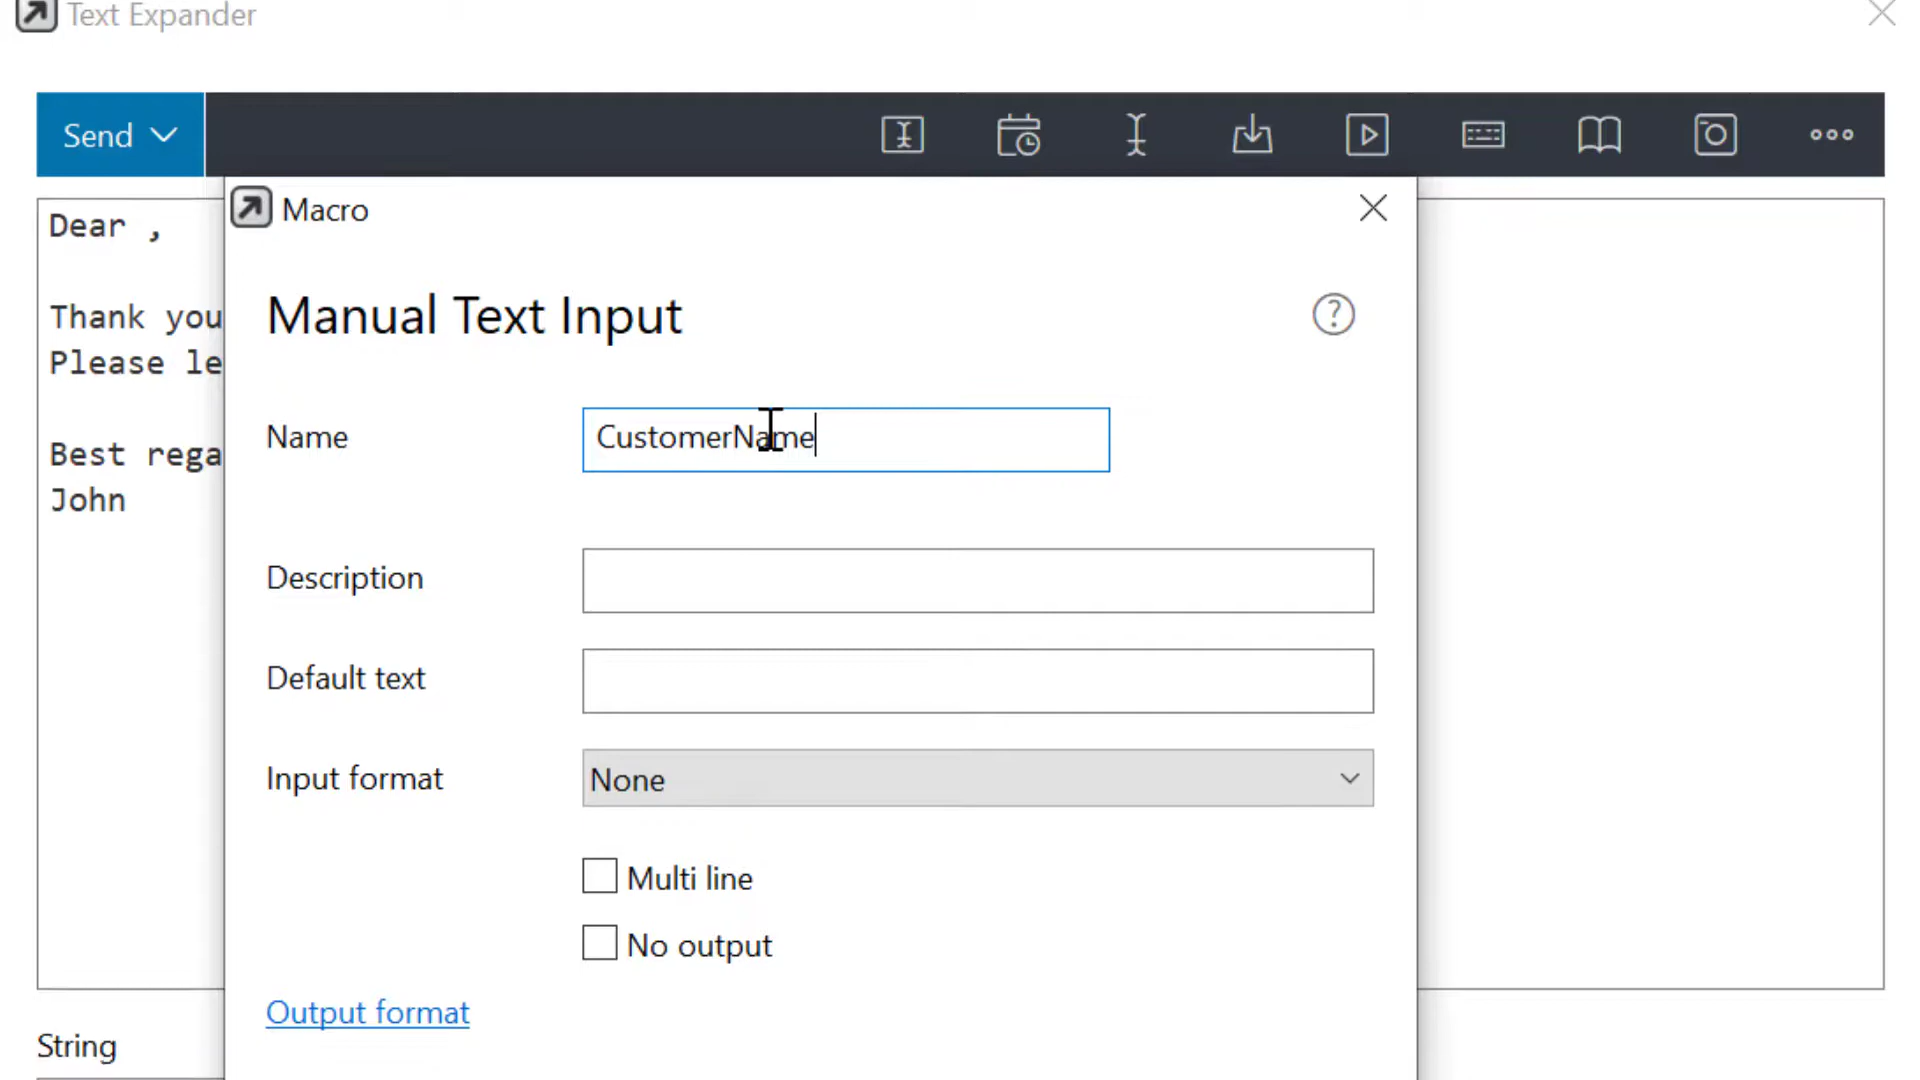 Text Expander
Send
Macro
Dear ,
Manual Text Input
Thank you
Please le
Name
CustomerName
Best rega
John
Description
Default text
Input format
None
Multi line
No output
Output format
String